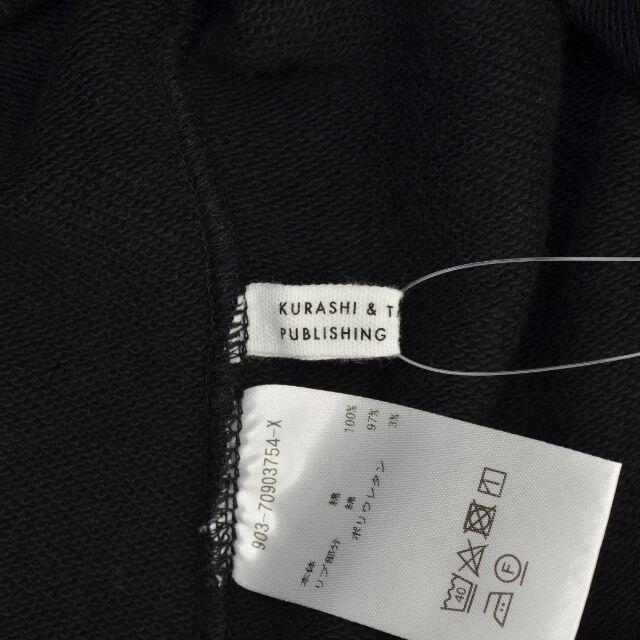 KURASHI & T
PUBLISHING
903-70903754-X
本体 綿 100%
リブ部分 綿 97%
ポリウレタン 3%
40
F